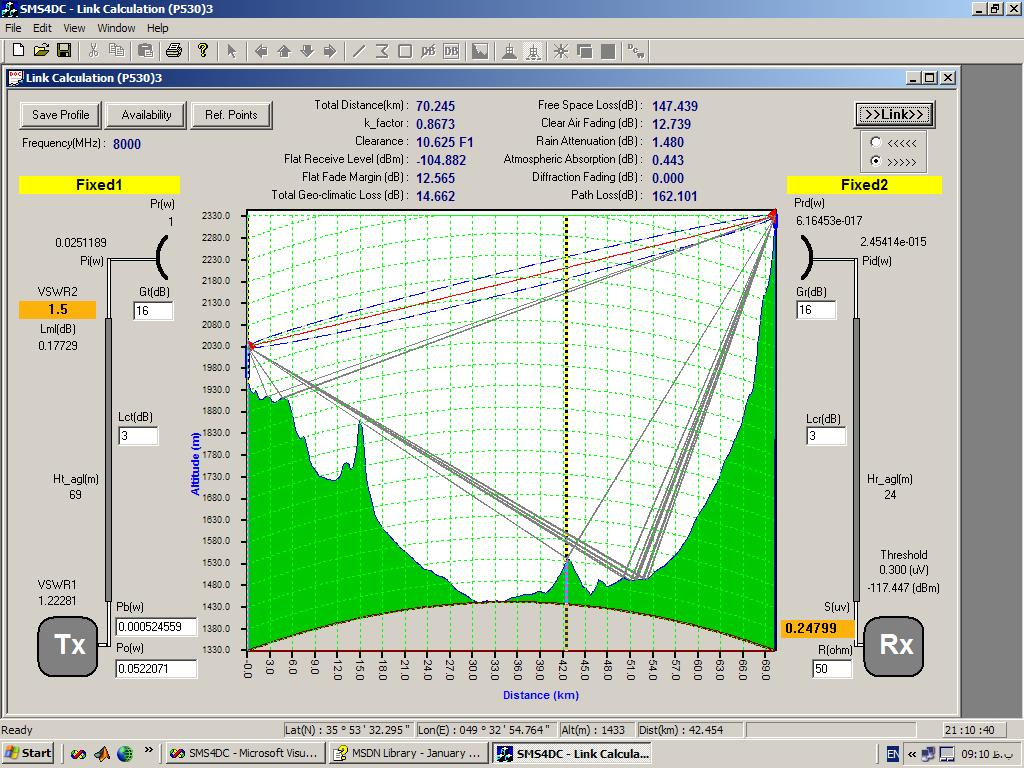 SMS4DC - Link Calculation (P530)3
File Edit View Window Help
Link Calculation (P530)3
Save Profile Availability Ref. Points
Frequency(MHz) : 8000
Total Distance(km) : 70.245
k_factor : 0.8673
Clearance : 10.625 F1
Flat Receive Level (dBm) : -104.882
Flat Fade Margin (dB) : 12.565
Total Geo-climatic Loss (dB) : 14.662
Free Space Loss(dB) : 147.439
Clear Air Fading (dB) : 12.739
Rain Attenuation (dB) : 1.480
Atmospheric Absorption (dB) : 0.443
Diffraction Fading (dB) : 0.000
Path Loss(dB) : 162.101
>>Link>>
<<<<<
>>>>>
Fixed1
Pr(w)
1
0.0251189
Pi(w)
VSWR2
1.5
Lml(dB)
0.17729
Gt(dB)
16
Lct(dB)
3
Ht_agl(m)
69
VSWR1
1.22281
Pb(w)
0.000524559
Po(w)
0.0522071
Tx
Altitude (m)
2330.0
2280.0
2230.0
2180.0
2130.0
2080.0
2030.0
1980.0
1930.0
1880.0
1830.0
1780.0
1730.0
1680.0
1630.0
1580.0
1530.0
1480.0
1430.0
1380.0
1330.0
-0.0 3.0 6.0 9.0 12.0 15.0 18.0 21.0 24.0 27.0 30.0 33.0 36.0 39.0 42.0 45.0 48.0 51.0 54.0 57.0 60.0 63.0 66.0 69.0
Distance (km)
Fixed2
Prd(w)
6.16453e-017
2.45414e-015
Pid(w)
Gr(dB)
16
Lcr(dB)
3
Hr_agl(m)
24
Threshold
0.300 (uV)
-117.447 (dBm)
S(uv)
0.24799
R(ohm)
50
Rx
Ready
Lat(N) : 35 ° 53 ' 32.295 " Lon(E) : 049 ° 32 ' 54.764 " Alt(m) : 1433 Dist(km) : 42.454
21:10:40
Start
»
SMS4DC - Microsoft Visu...
MSDN Library - January ...
SMS4DC - Link Calcula...
EN
«
09:10 ب.ظ